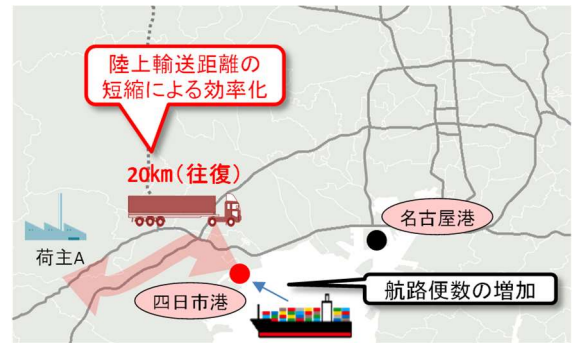 陸上輸送距離の
短縮による効率化
20km(往復)
荷主A
名古屋港
四日市港
航路便数の増加